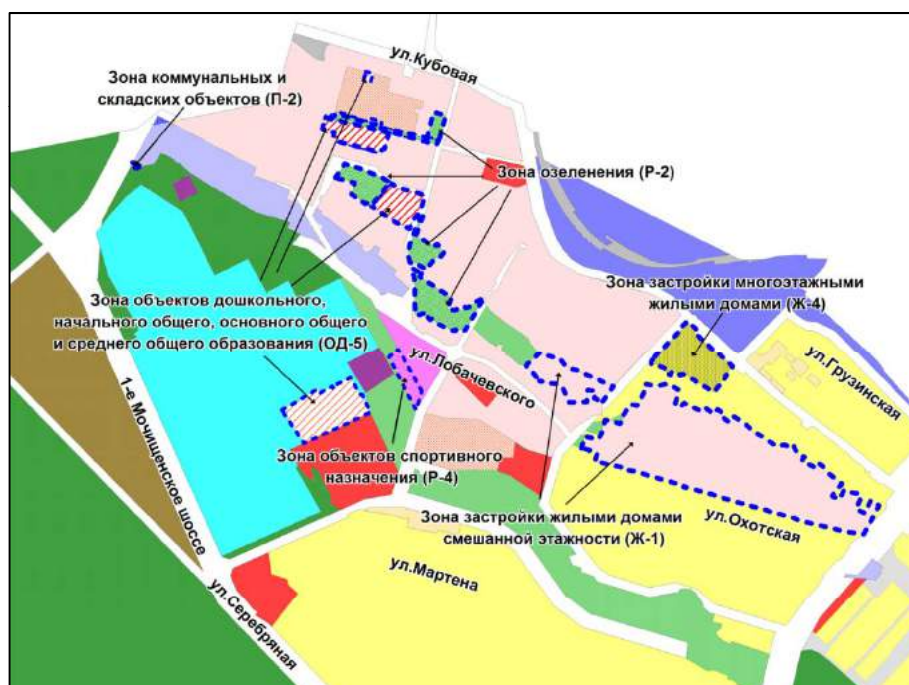 ул.Кубовая
Зона коммунальных и
складских объектов (П-2)
Зона озеленения (Р-2)
Зона застройки многоэтажными
жилыми домами (Ж-4)
Зона объектов дошкольного,
начального общего, основного общего
и среднего общего образования (ОД-5)
ул.Грузинская
ул.Лобачевского
1-е Мочищенское шоссе
Зона объектов спортивного
назначения (Р-4)
Зона застройки жилыми домами
смешанной этажности (Ж-1)
ул.Охотская
ул.Мартена
ул.Серебряная